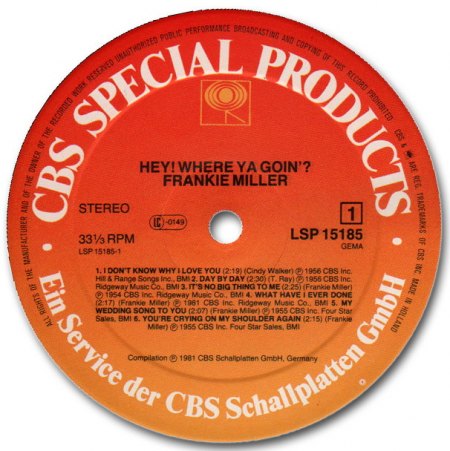 ALL RIGHTS OF THE MANUFACTURER AND OF THE OWNER OF THE RECORDED WORK RESERVED UNAUTHORIZED PUBLIC PERFORMANCE BROADCASTING AND COPYING OF THIS RECORD PROHIBITED. CBS & ARE REG. TRADEMARKS OF CBS INC. MADE IN HOLLAND
· CBS SPECIAL PRODUCTS ·
HEY! WHERE YA GOIN'?
FRANKIE MILLER
STEREO
LC -0149
1
33⅓ RPM
LSP 15185
LSP 15185-1
GEMA
1. I DON'T KNOW WHY I LOVE YOU (2:19) (Cindy Walker) ℗ 1956 CBS Inc.
Hill & Range Songs Inc., BMI 2. DAY BY DAY (2:30) (T. Ray) ℗ 1956 CBS Inc.
Ridgeway Music Co., BMI 3. IT'S NO BIG THING TO ME (2:25) (Frankie Miller)
℗ 1954 CBS Inc. Ridgeway Music Co., BMI 4. WHAT HAVE I EVER DONE
(2:17) (Frankie Miller) ℗ 1981 CBS Inc. Ridgeway Music Co., BMI 5. MY
WEDDING SONG TO YOU (2:07) (Frankie Miller) ℗ 1955 CBS Inc. Four Star
Sales, BMI 6. YOU'RE CRYING ON MY SHOULDER AGAIN (2:15) (Frankie
Miller) ℗ 1955 CBS Inc. Four Star Sales, BMI
Compilation ℗ 1981 CBS Schallplatten GmbH, Germany
Ein Service der CBS Schallplatten GmbH